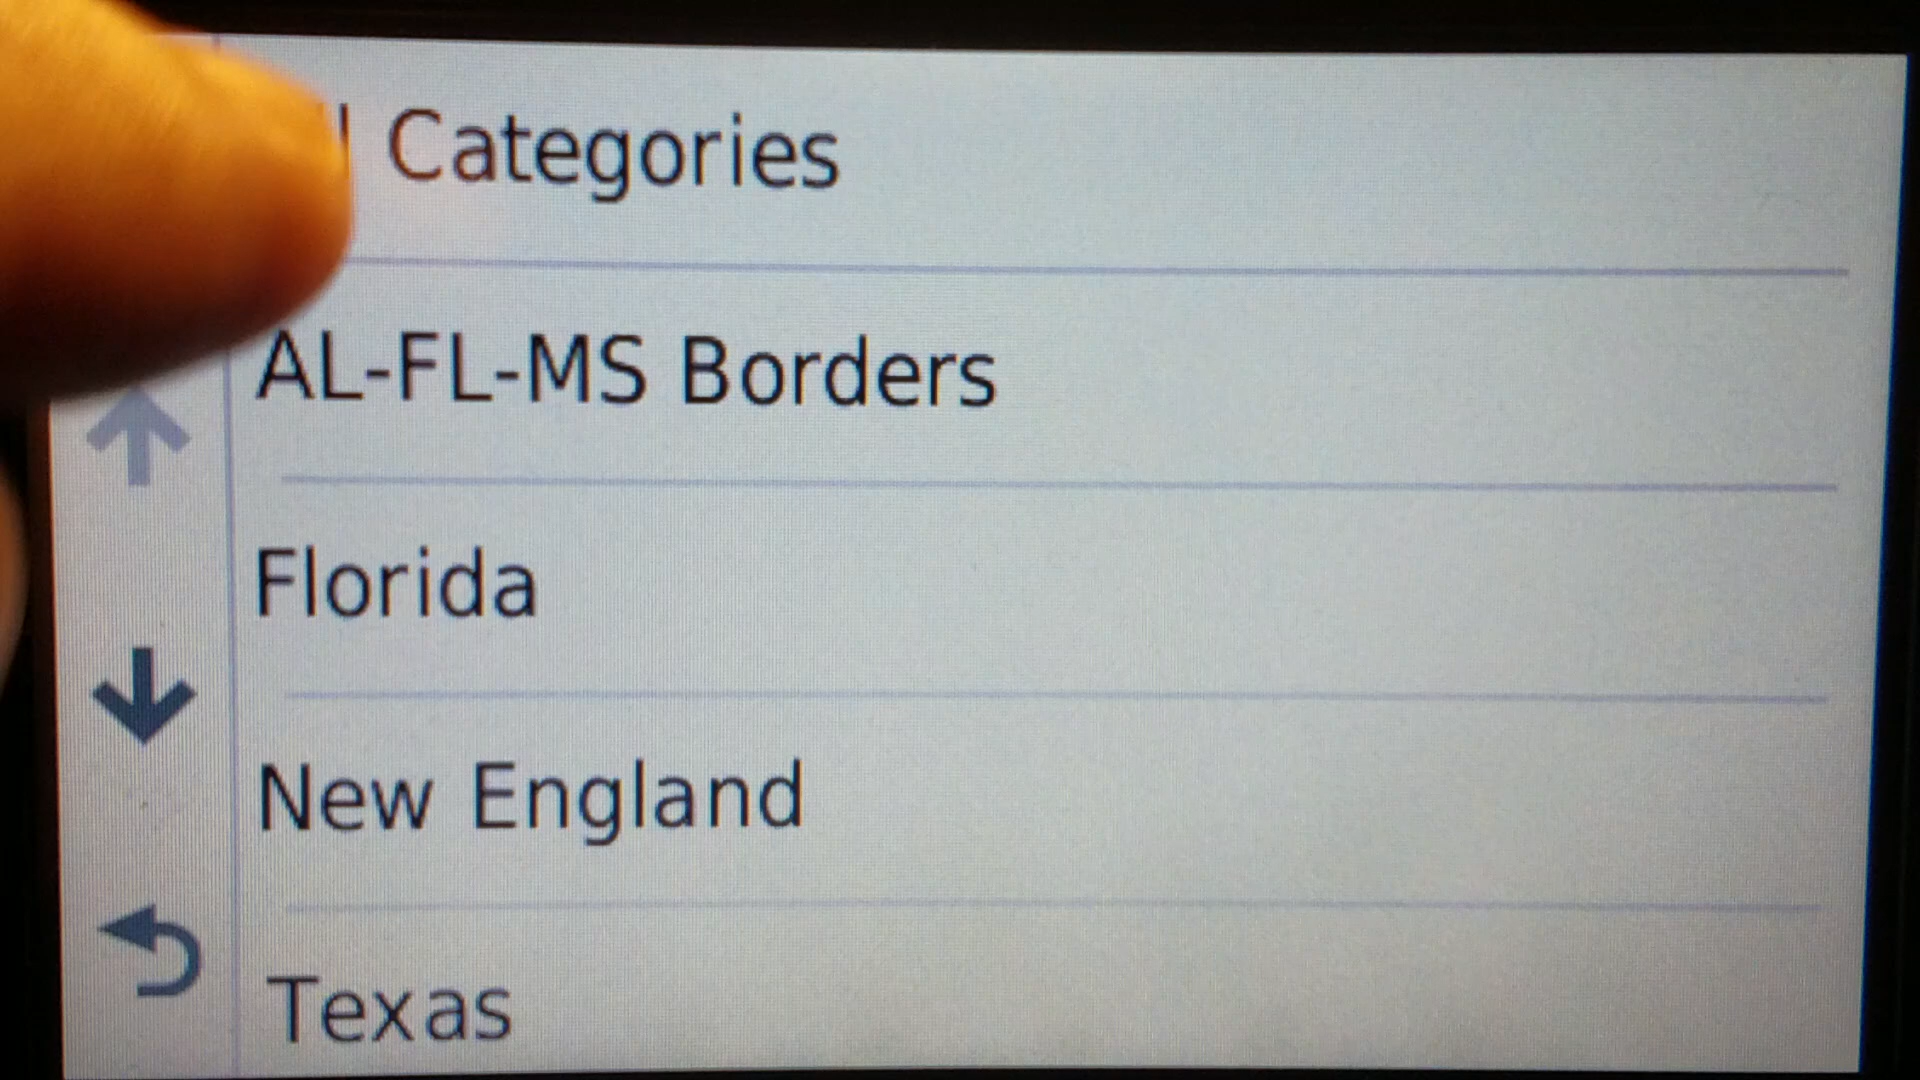 Categories
AL-FL-MS Borders
Florida
New England
Texas